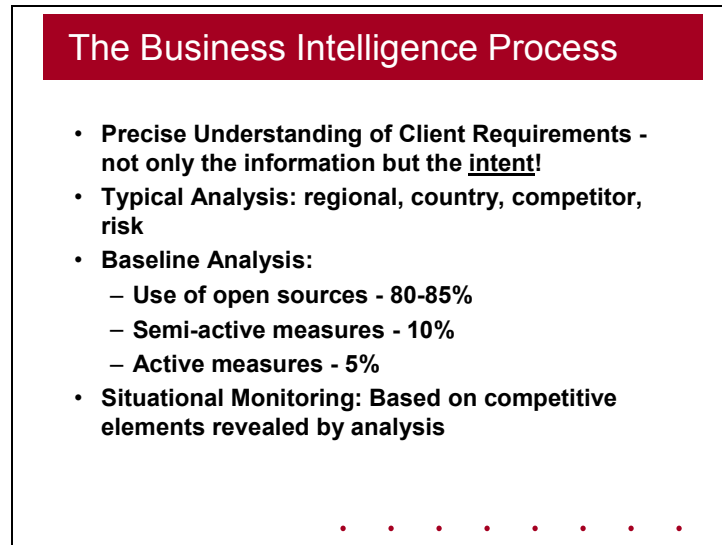 The Business Intelligence Process
• Precise Understanding of Client Requirements -
not only the information but the intent!
• Typical Analysis: regional, country, competitor,
risk
• Baseline Analysis:
– Use of open sources - 80-85%
– Semi-active measures - 10%
– Active measures - 5%
• Situational Monitoring: Based on competitive
elements revealed by analysis